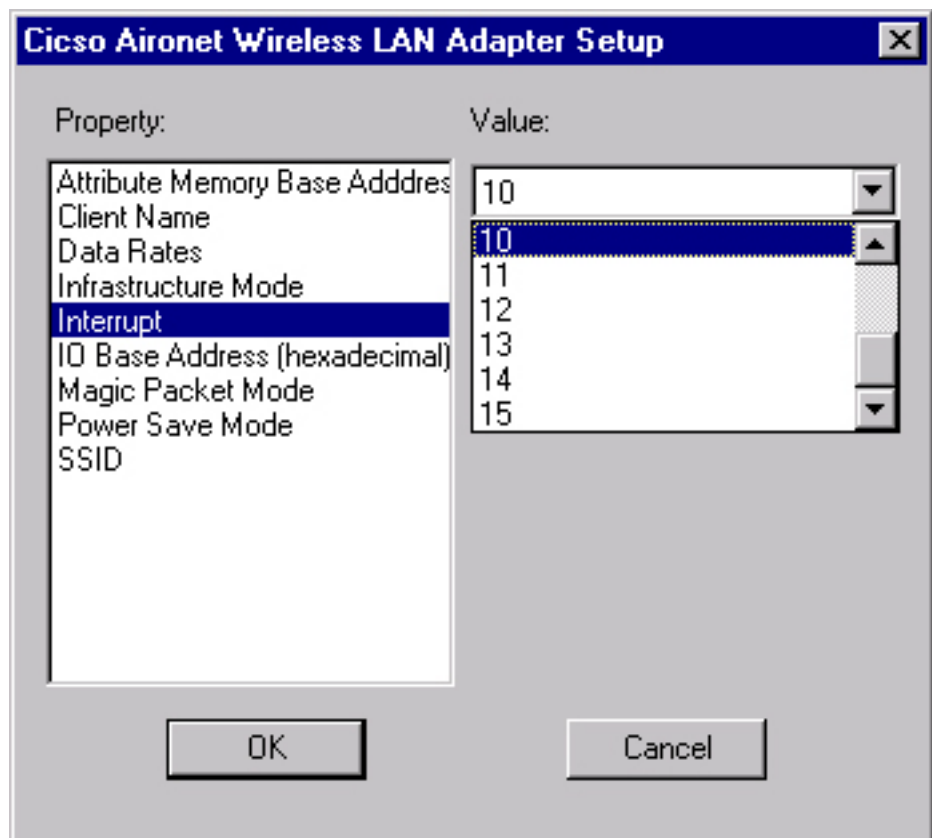 Cicso Aironet Wireless LAN Adapter Setup
Property:
Value:
Attribute Memory Base Adddres
Client Name
Data Rates
Infrastructure Mode
Interrupt
IO Base Address (hexadecimal)
Magic Packet Mode
Power Save Mode
SSID
10
10
11
12
13
14
15
OK
Cancel